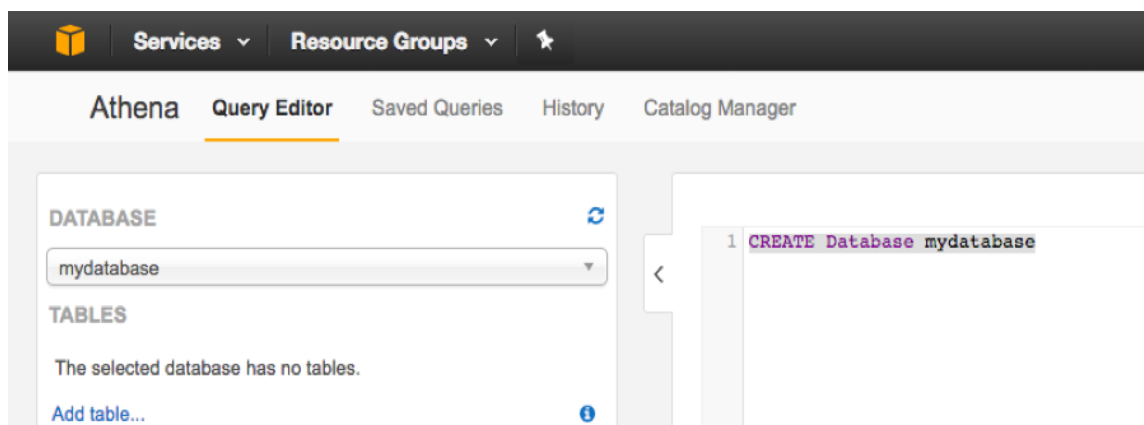 Services Resource Groups
Athena Query Editor Saved Queries History Catalog Manager
DATABASE
mydatabase
TABLES
The selected database has no tables.
Add table...
1 CREATE Database mydatabase